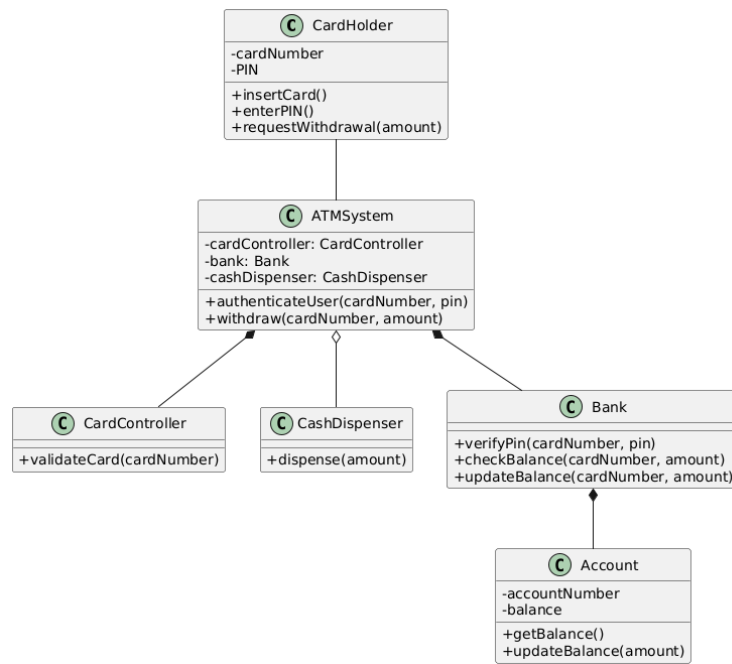 C CardHolder
-cardNumber
-PIN
+insertCard()
+enterPIN()
+requestWithdrawal(amount)
C ATMSystem
-cardController: CardController
-bank: Bank
-cashDispenser: CashDispenser
+authenticateUser(cardNumber, pin)
+withdraw(cardNumber, amount)
C CardController
+validateCard(cardNumber)
C CashDispenser
+dispense(amount)
C Bank
+verifyPin(cardNumber, pin)
+checkBalance(cardNumber, amount)
+updateBalance(cardNumber, amount)
C Account
-accountNumber
-balance
+getBalance()
+updateBalance(amount)